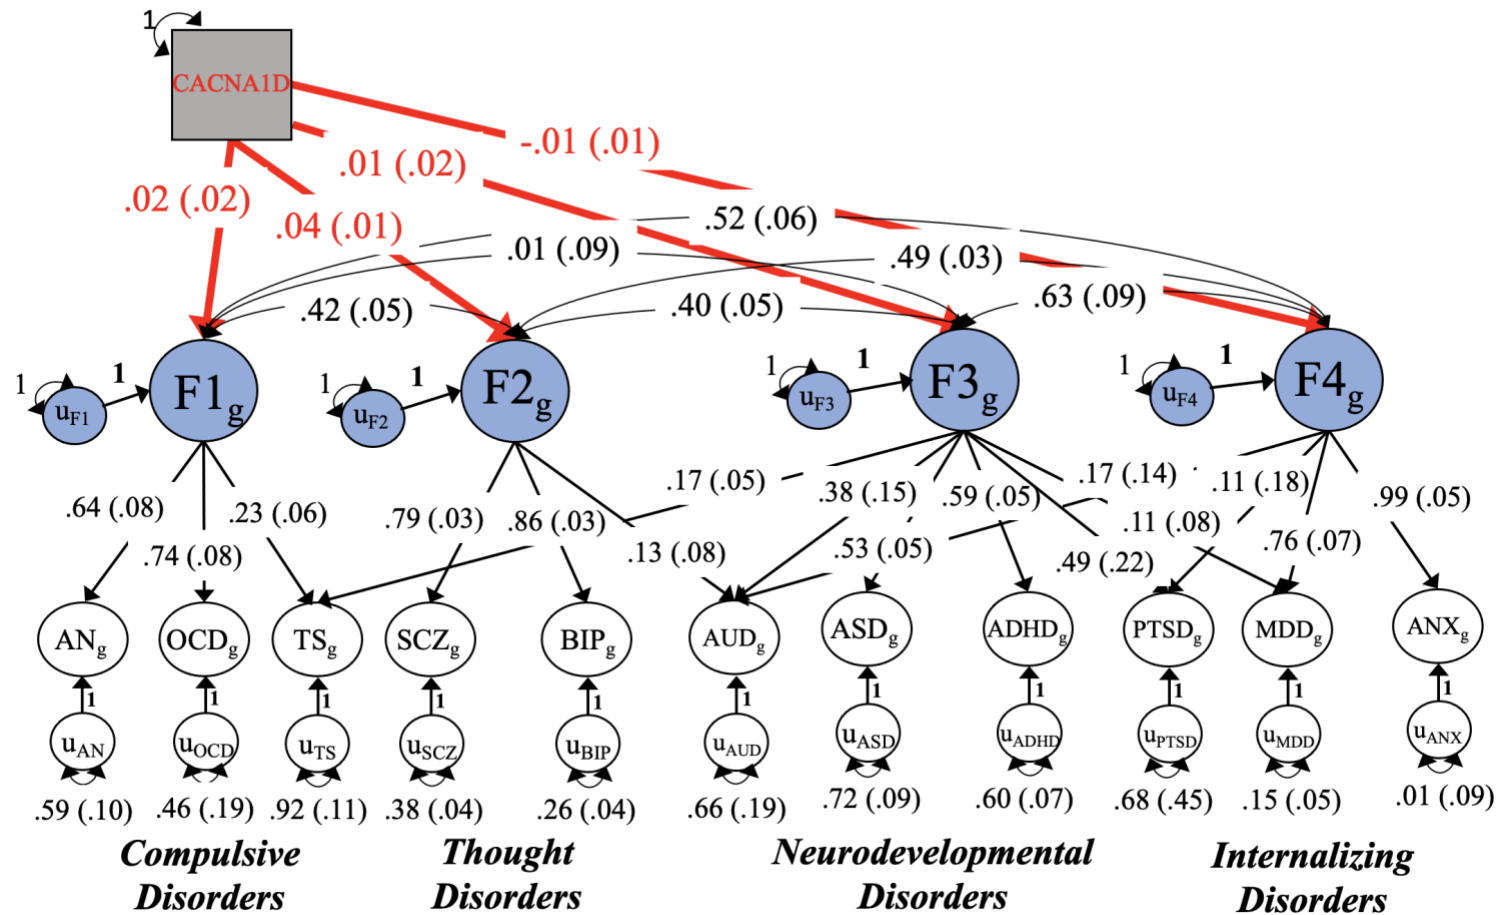 1
CACNA1D
-.01 (.01)
.01 (.02)
.02 (.02)
.04 (.01)
.52 (.06)
.01 (.09)
.49 (.03)
.42 (.05)
.40 (.05)
.63 (.09)
1
1
F1g
1
1
F2g
1
1
F3g
1
1
F4g
uF1
uF2
uF3
uF4
.64 (.08)
.23 (.06)
.74 (.08)
.79 (.03)
.86 (.03)
.13 (.08)
.17 (.05)
.38 (.15)
.59 (.05)
.53 (.05)
.17 (.14)
.11 (.18)
.99 (.05)
.11 (.08)
.49 (.22)
.76 (.07)
ANg
OCDg
TSg
SCZg
BIPg
AUDg
ASDg
ADHDg
PTSDg
MDDg
ANXg
1
1
1
1
1
1
1
1
1
1
1
uAN
uOCD
uTS
uSCZ
uBIP
uAUD
uASD
uADHD
uPTSD
uMDD
uANX
.59 (.10)
.46 (.19)
.92 (.11)
.38 (.04)
.26 (.04)
.66 (.19)
.72 (.09)
.60 (.07)
.68 (.45)
.15 (.05)
.01 (.09)
Compulsive
Disorders
Thought
Disorders
Neurodevelopmental
Disorders
Internalizing
Disorders